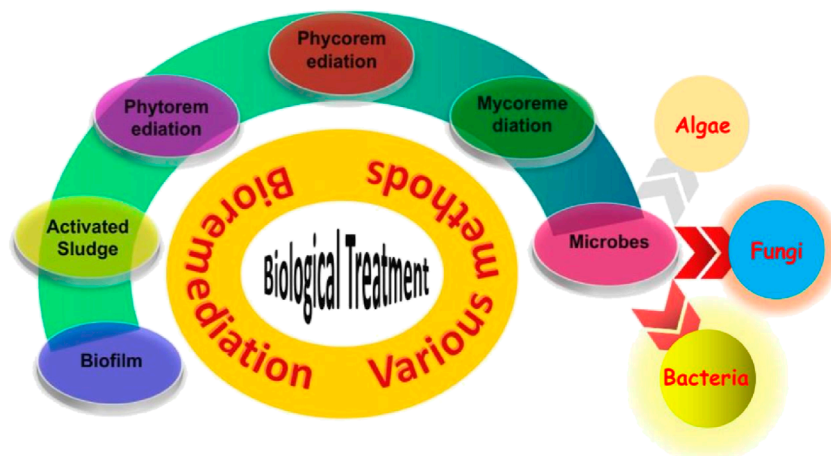 Phycorem
ediation
Phytorem
ediation
Mycoreme
diation
Algae
Activated
Sludge
Microbes
Fungi
Biofilm
Bacteria
Bioremediation
Various methods
Biological Treatment